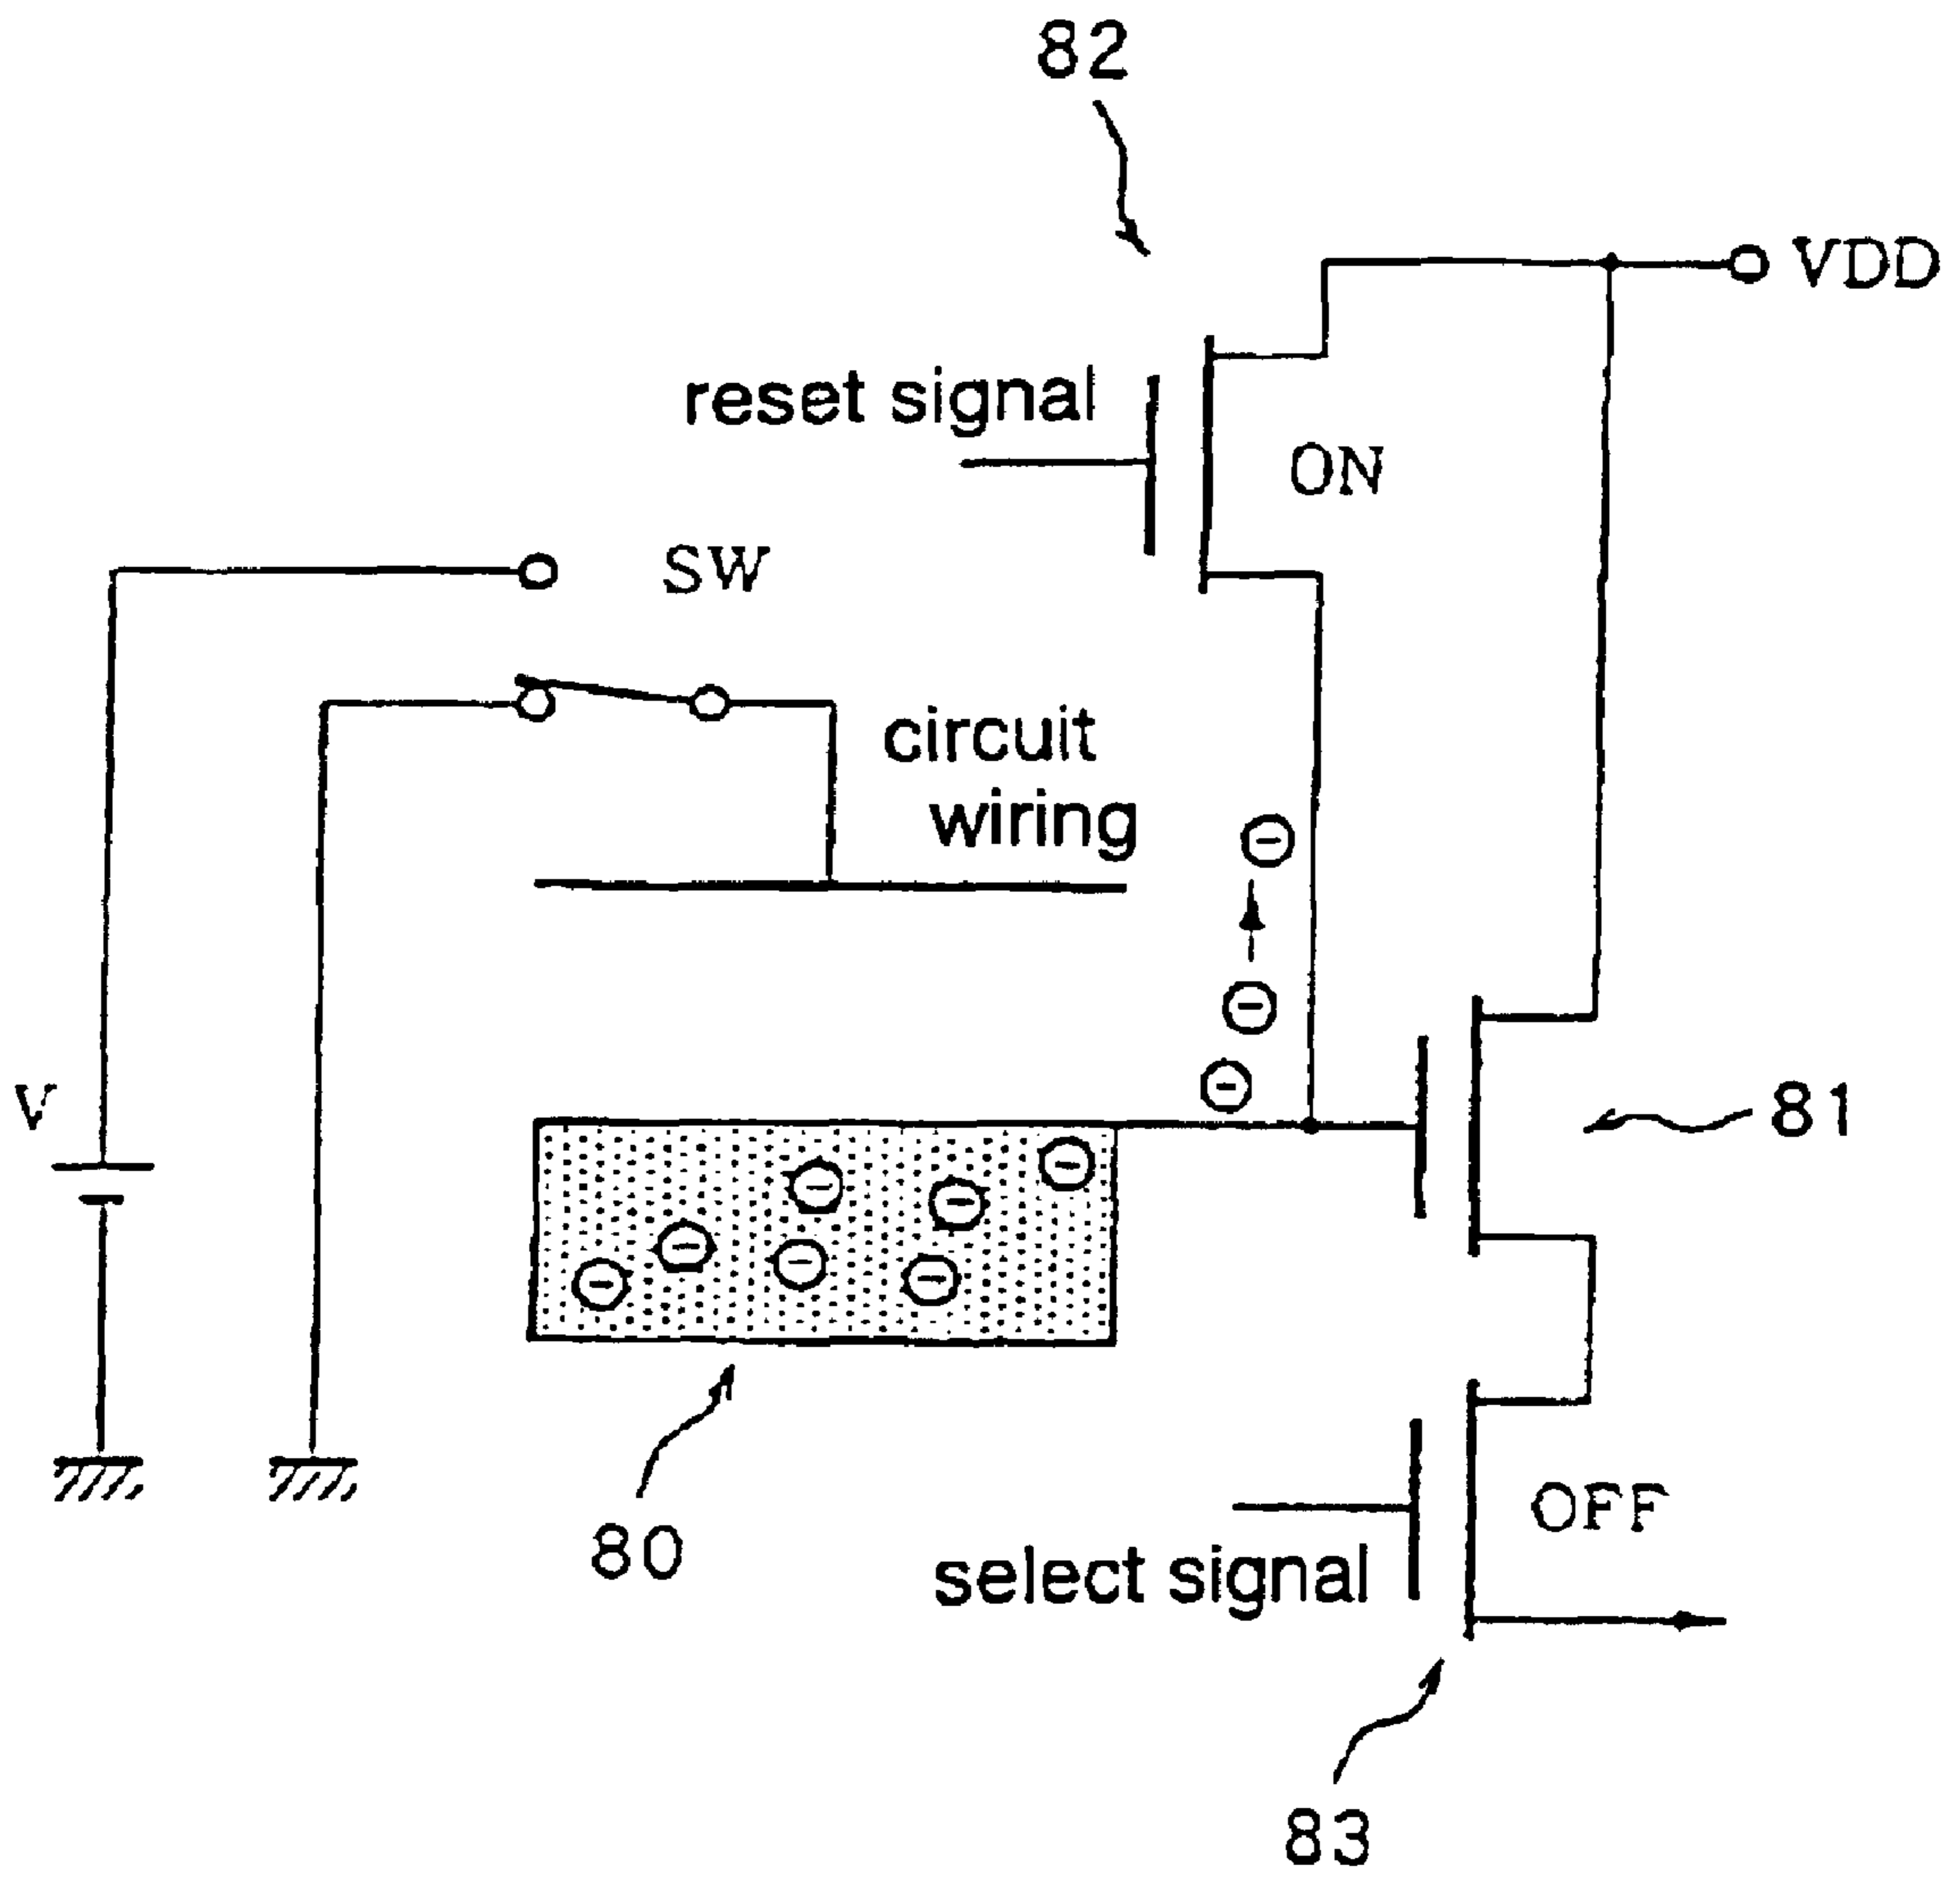 82
VDD
reset signal
ON
SW
circuit
wiring
V
81
80
OFF
select signal
83